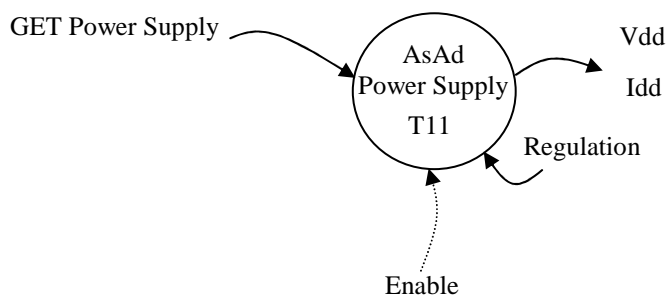 GET Power Supply
AsAd
Power Supply
T11
Vdd
Idd
Regulation
Enable